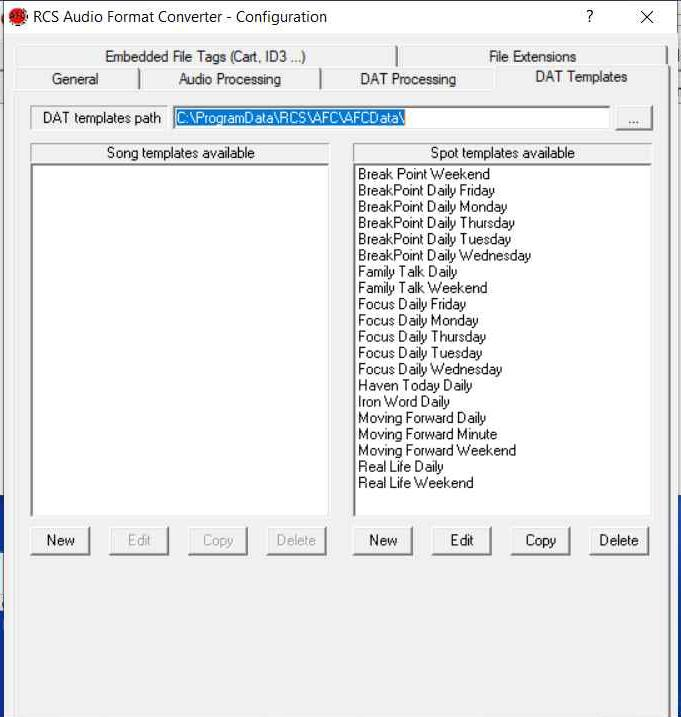 RCS Audio Format Converter - Configuration ?
Embedded File Tags (Cart, ID3 ...) File Extensions
General Audio Processing DAT Processing DAT Templates
DAT templates path C:\ProgramData\RCS\AFC\AFCData\ ...
Song templates available
Spot templates available
Break Point Weekend
BreakPoint Daily Friday
BreakPoint Daily Monday
BreakPoint Daily Thursday
BreakPoint Daily Tuesday
BreakPoint Daily Wednesday
Family Talk Daily
Family Talk Weekend
Focus Daily Friday
Focus Daily Monday
Focus Daily Thursday
Focus Daily Tuesday
Focus Daily Wednesday
Haven Today Daily
Iron Word Daily
Moving Forward Daily
Moving Forward Minute
Moving Forward Weekend
Real Life Daily
Real Life Weekend
New Edit Copy Delete New Edit Copy Delete